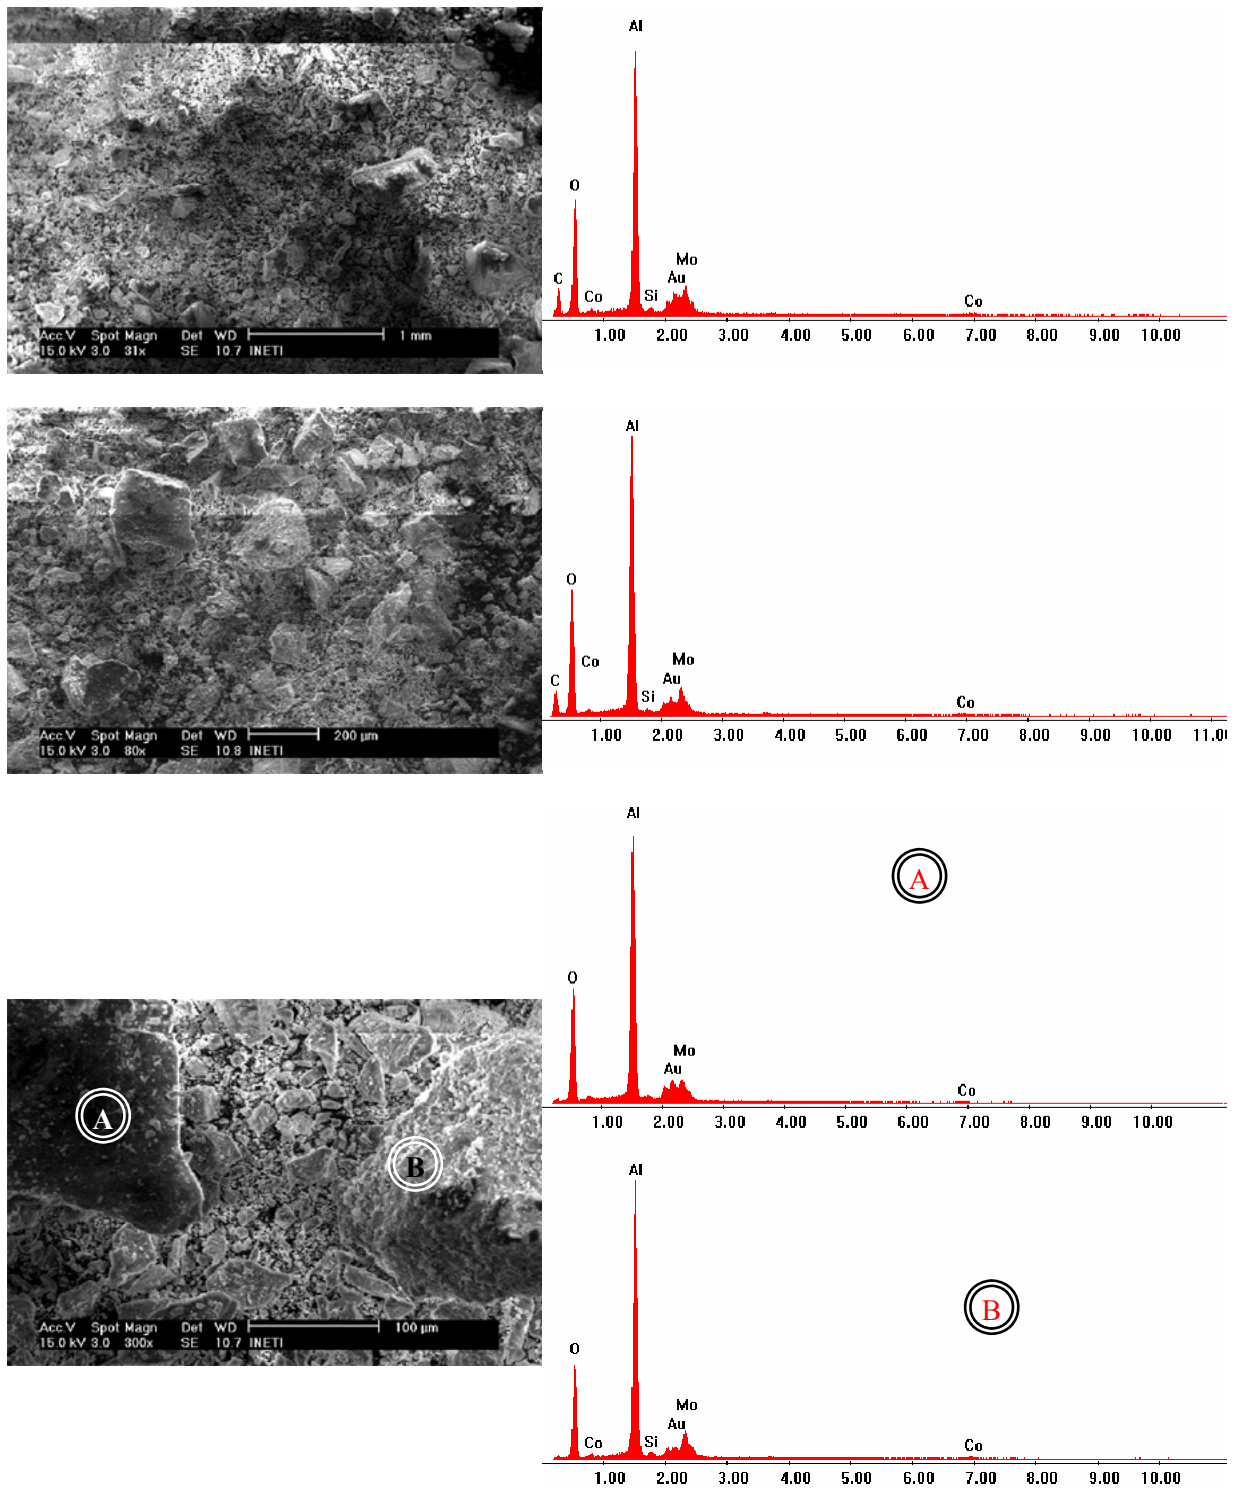 Al
O
C
Co
Si
Au
Mo
Co
1.00 2.00 3.00 4.00 5.00 6.00 7.00 8.00 9.00 10.00
Acc.V Spot Magn Det WD 1 mm
15.0 kV 3.0 31x SE 10.7 INETI
Al
O
C
Co
Si
Au
Mo
Co
1.00 2.00 3.00 4.00 5.00 6.00 7.00 8.00 9.00 10.00
Acc.V Spot Magn Det WD 200 µm
15.0 kV 3.0 80x SE 10.8 INETI
Al
A
O
Au
Mo
Co
1.00 2.00 3.00 4.00 5.00 6.00 7.00 8.00 9.00 10.00
A
B
Acc.V Spot Magn Det WD 100 µm
15.0 kV 3.0 300x SE 10.7 INETI
Al
B
O
Co
Si
Au
Mo
Co
1.00 2.00 3.00 4.00 5.00 6.00 7.00 8.00 9.00 10.00